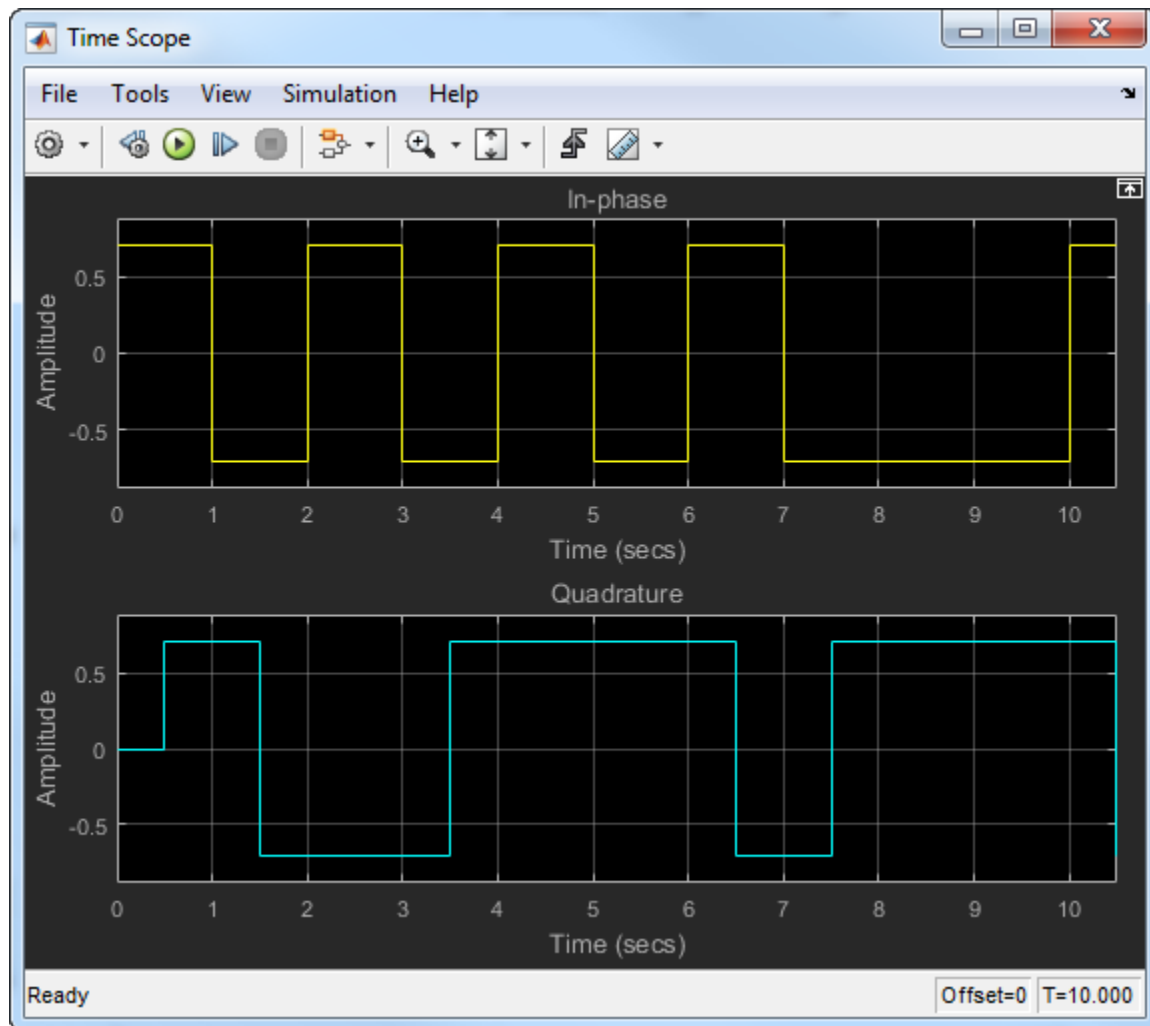 Time Scope
File Tools View Simulation Help
In-phase
Amplitude
0.5
0
-0.5
0 1 2 3 4 5 6 7 8 9 10
Time (secs)
Quadrature
Amplitude
0.5
0
-0.5
0 1 2 3 4 5 6 7 8 9 10
Time (secs)
Ready Offset=0 T=10.000